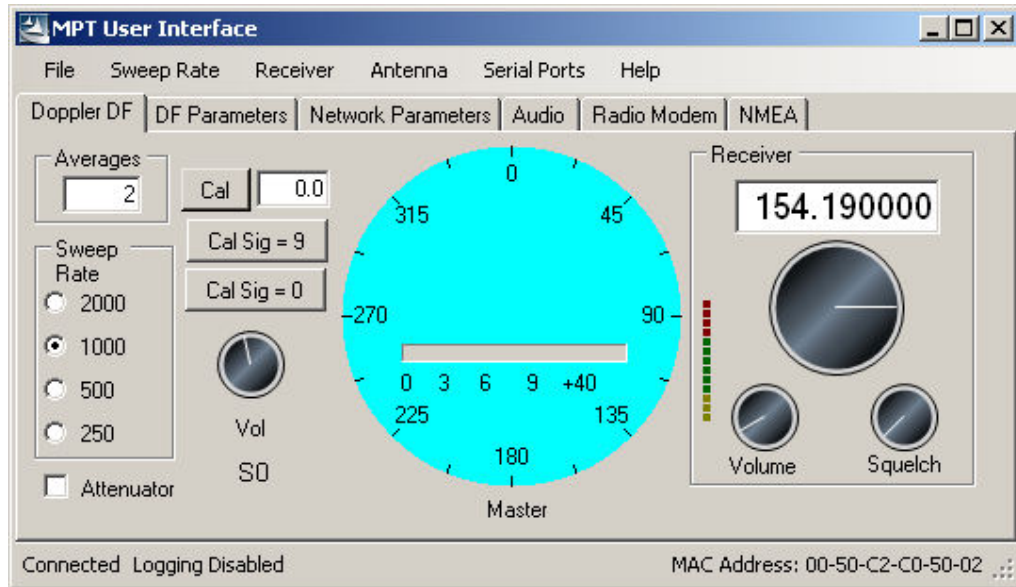 MPT User Interface
File Sweep Rate Receiver Antenna Serial Ports Help
Doppler DF DF Parameters Network Parameters Audio Radio Modem NMEA
Averages
2
Cal 0.0
Cal Sig = 9
Cal Sig = 0
Sweep Rate
2000
1000
500
250
Attenuator
Vol
S0
0
45
90
135
180
225
270
315
0 3 6 9 +40
Master
Receiver
154.190000
Volume Squelch
Connected Logging Disabled MAC Address: 00-50-C2-C0-50-02